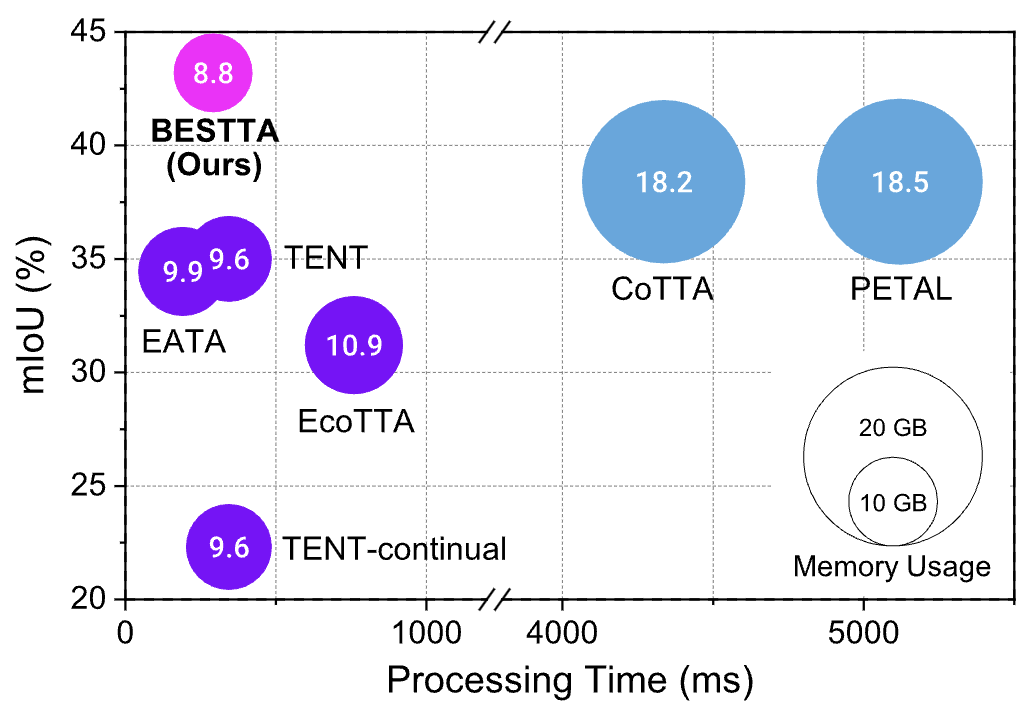 45
40
35
30
25
20
mIoU (%)
8.8
BESTTA
(Ours)
18.2
CoTTA
18.5
PETAL
9.9
EATA
9.6
TENT
10.9
EcoTTA
9.6
TENT-continual
20 GB
10 GB
Memory Usage
0
1000
4000
5000
Processing Time (ms)